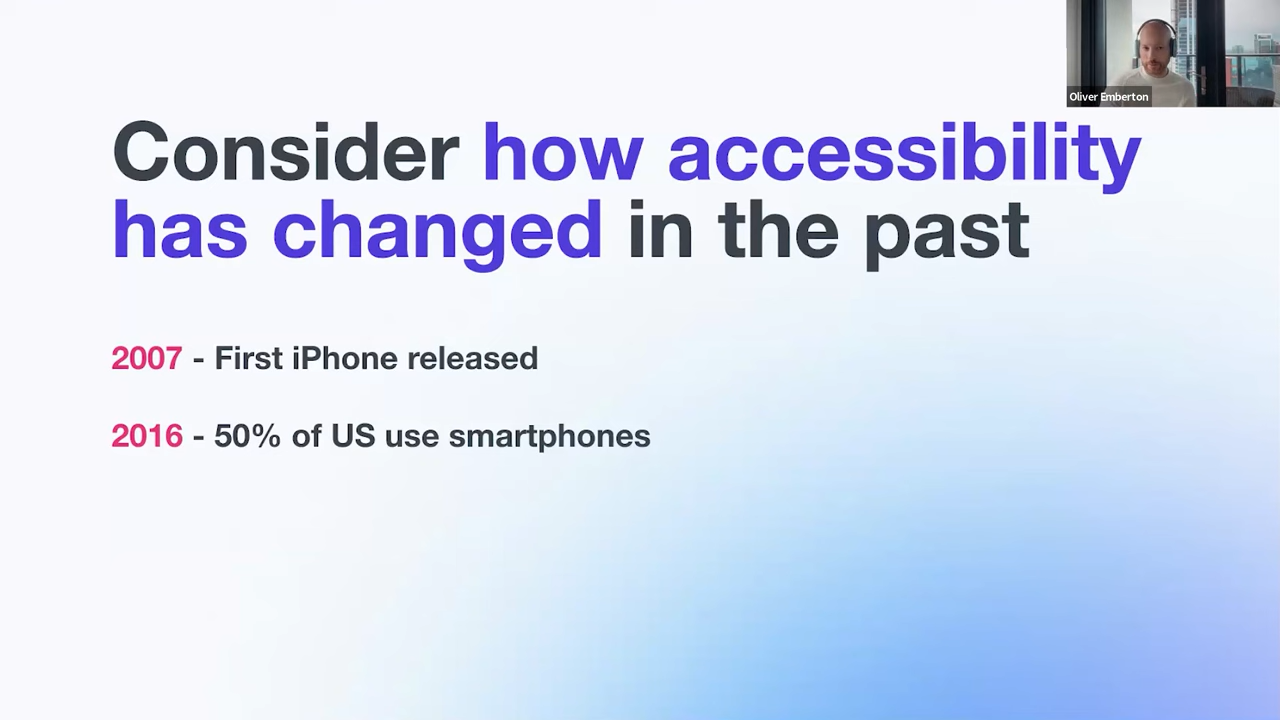 Oliver Emberton
Consider how accessibility
has changed in the past
2007 - First iPhone released
2016 - 50% of US use smartphones